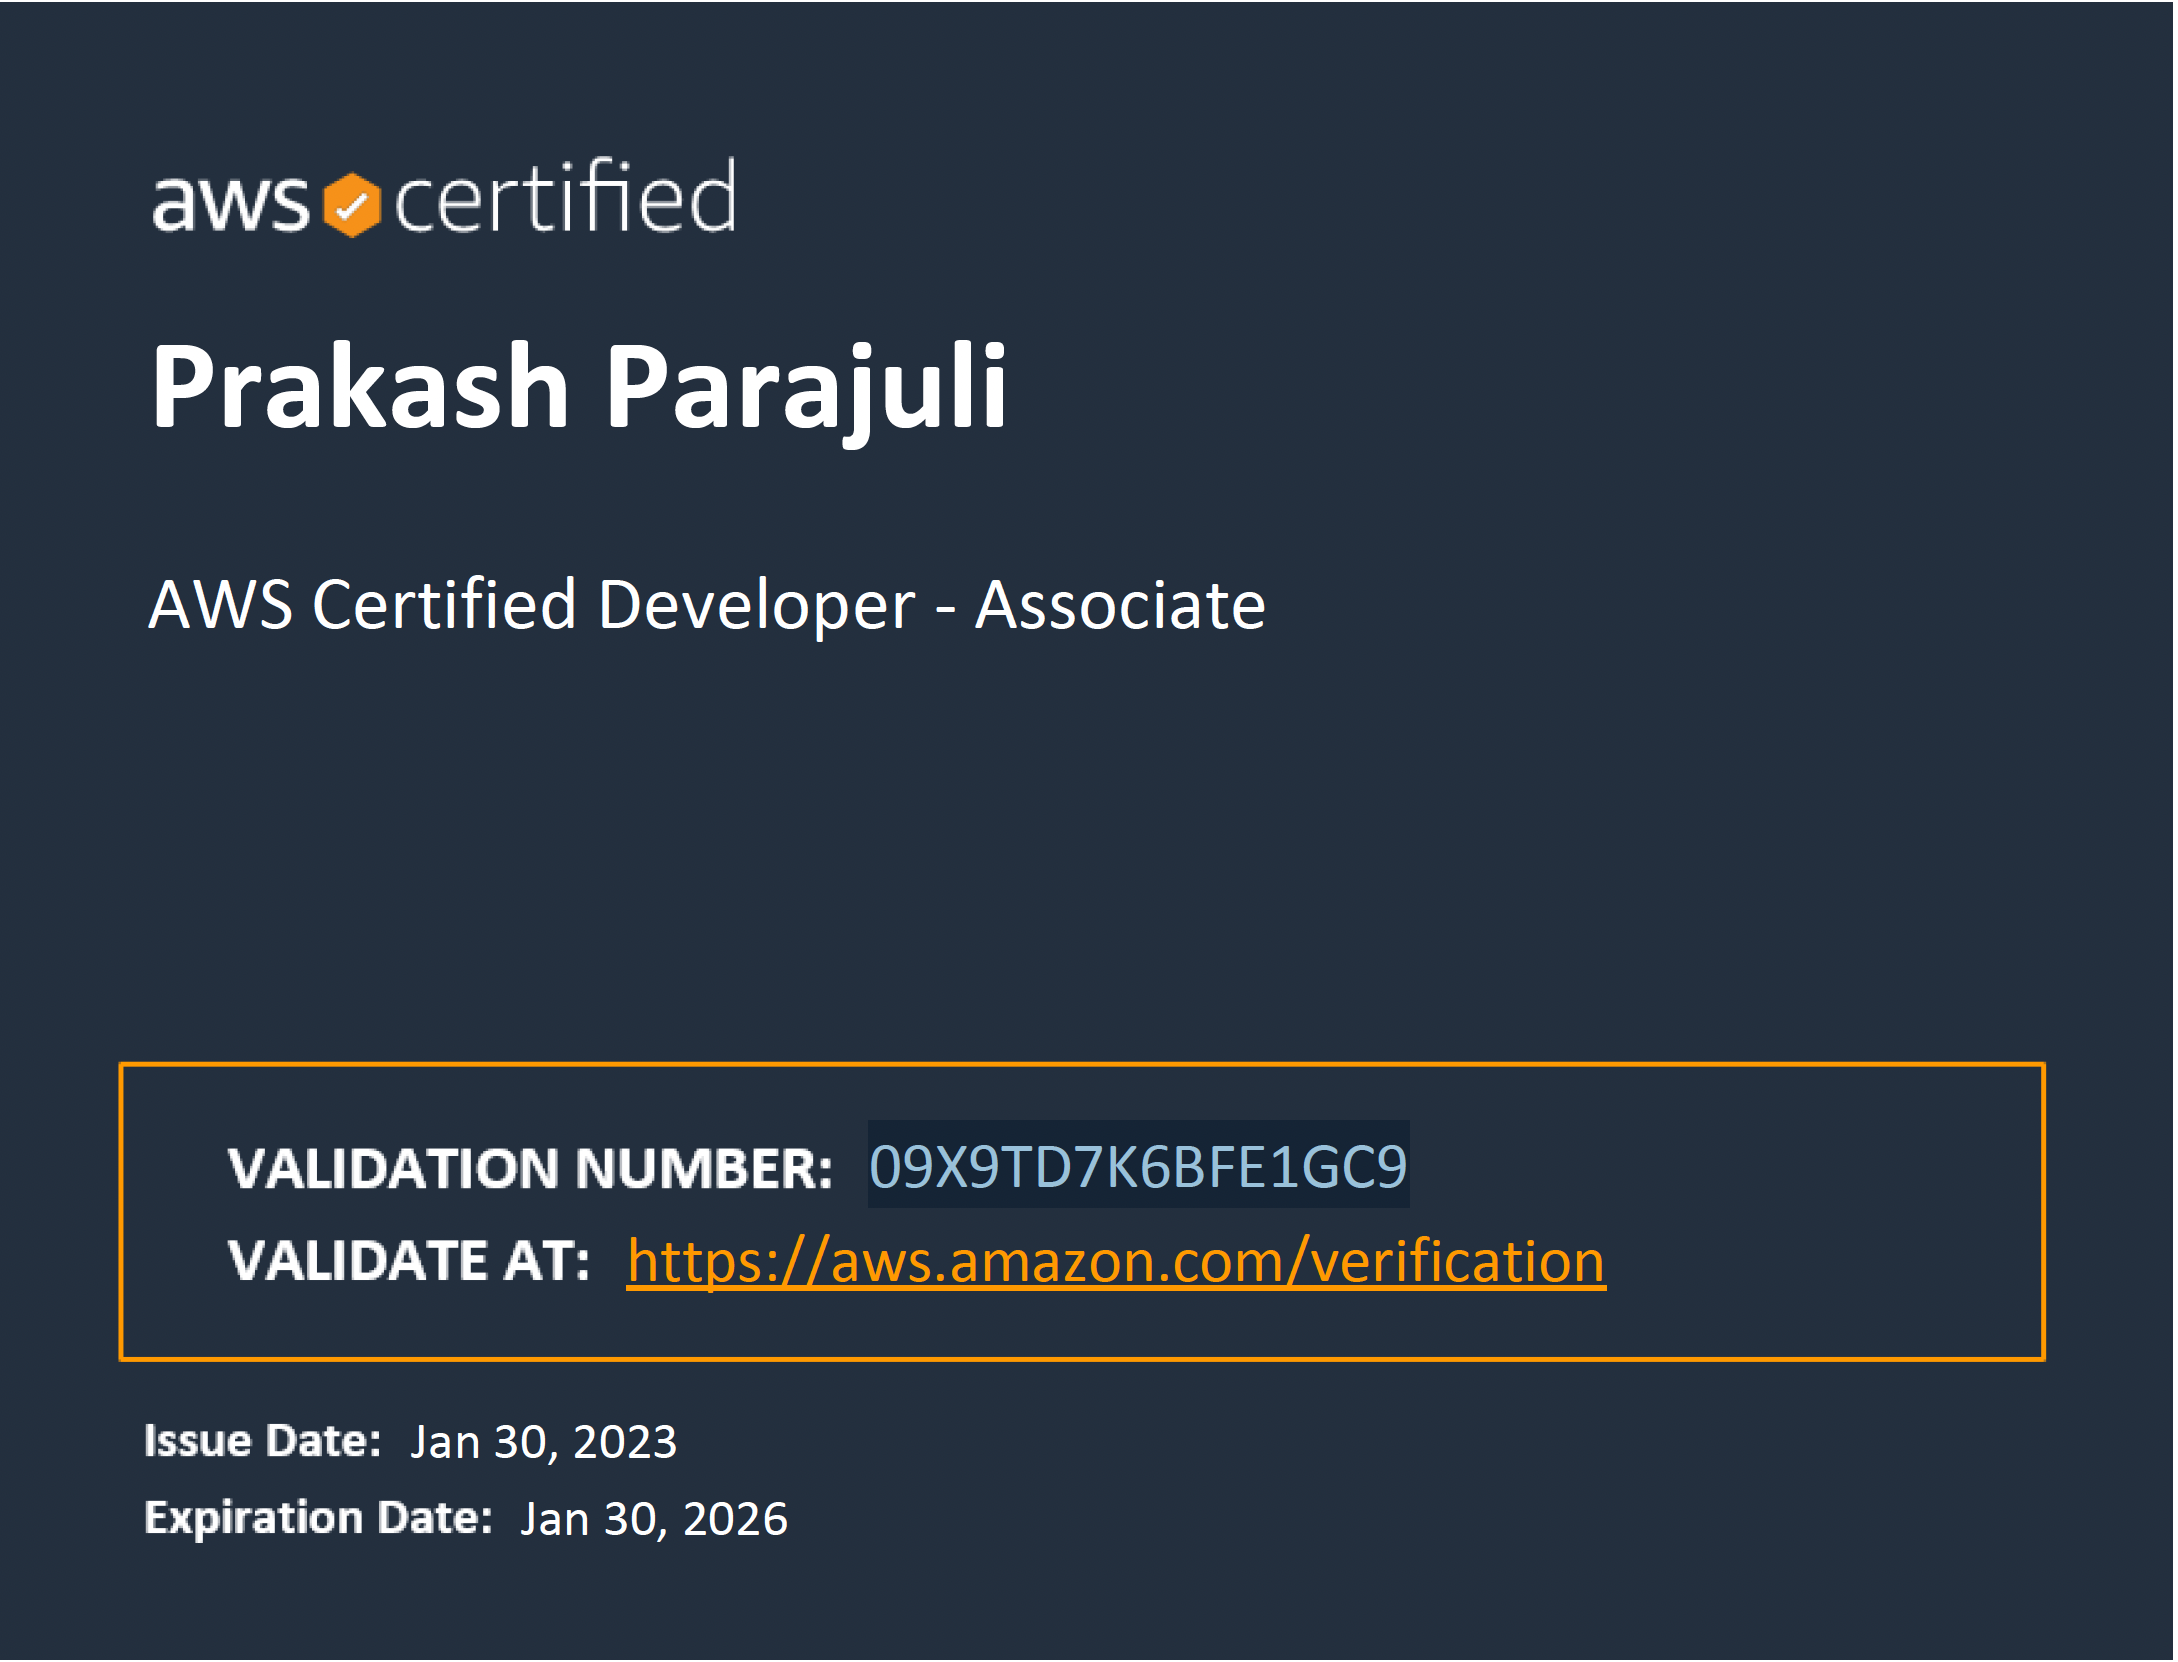 aws certified
Prakash Parajuli
AWS Certified Developer - Associate
VALIDATION NUMBER: 09X9TD7K6BFE1GC9
VALIDATE AT: https://aws.amazon.com/verification
Issue Date: Jan 30, 2023
Expiration Date: Jan 30, 2026